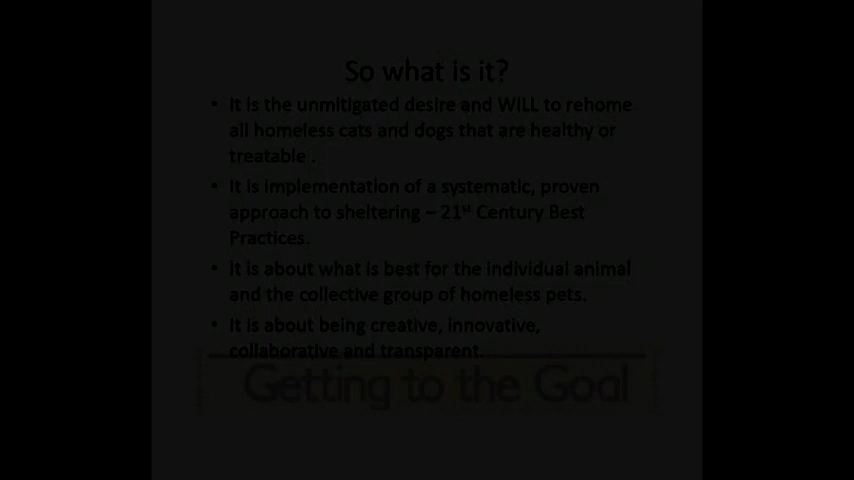 So what is it?
• It is the unmitigated desire and WILL to rehome
all homeless cats and dogs that are healthy or
treatable .
• It is implementation of a systematic, proven
approach to sheltering – 21st Century Best
Practices.
• It is about what is best for the individual animal
and the collective group of homeless pets.
• It is about being creative, innovative,
collaborative and transparent.
Getting to the Goal